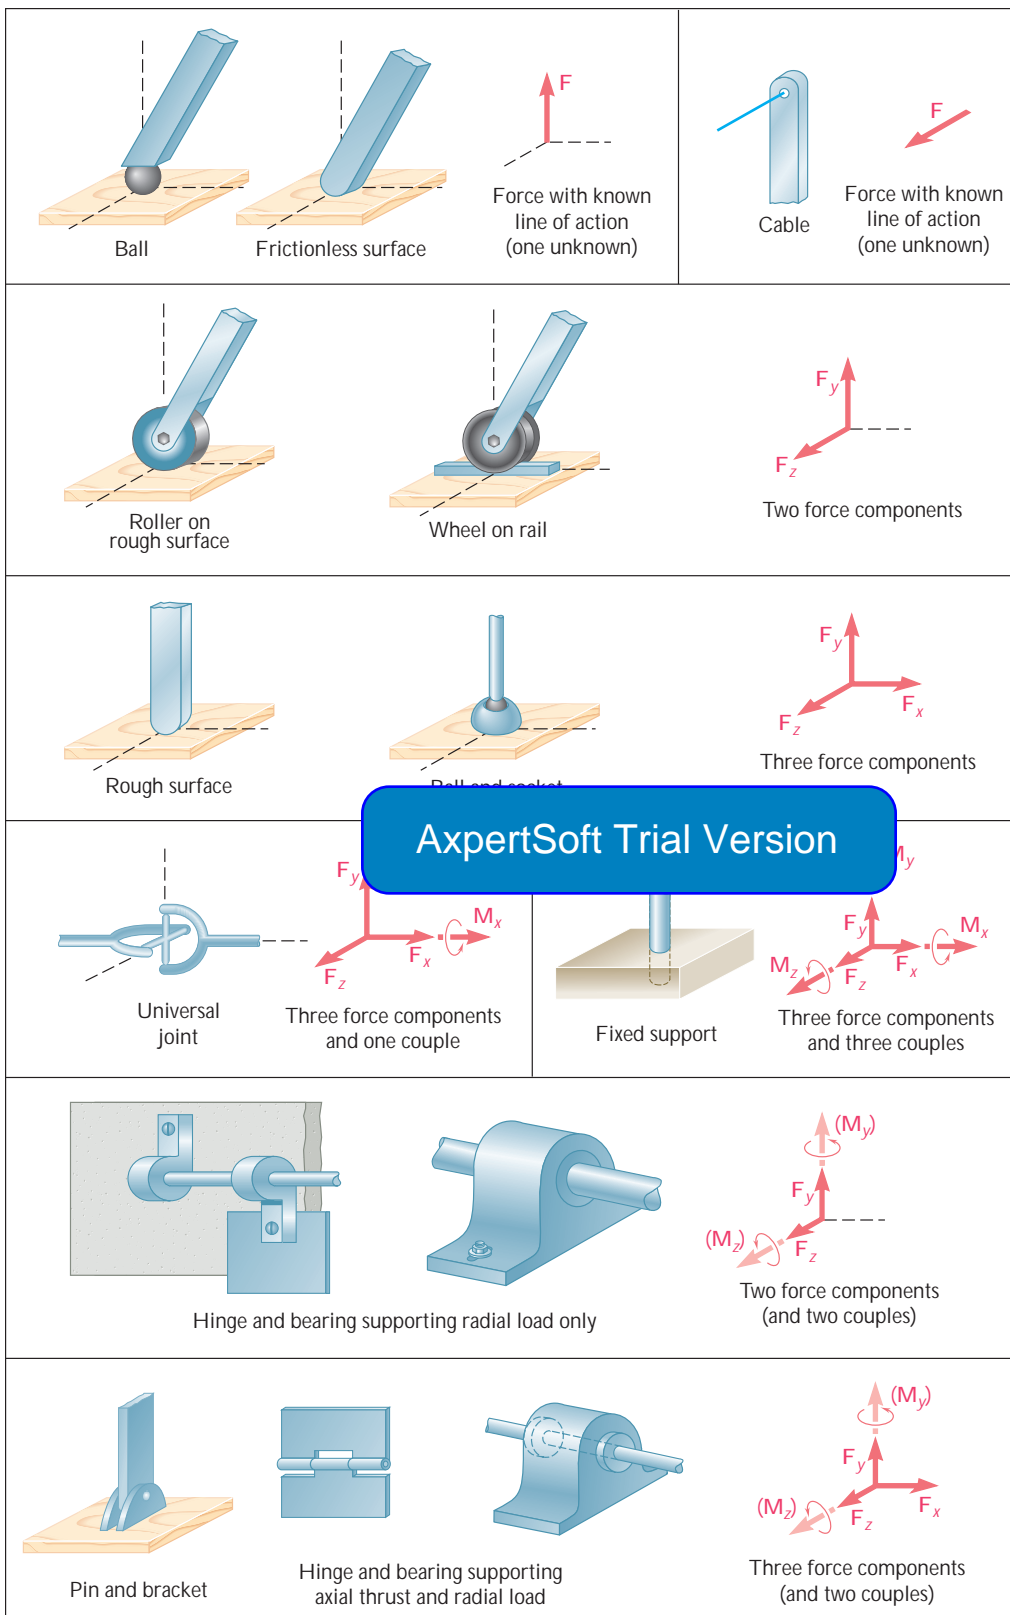 F
Force with known
line of action
(one unknown)
Ball
Frictionless surface
Cable
F
Force with known
line of action
(one unknown)
Roller on
rough surface
Wheel on rail
Fy
Fz
Two force components
Rough surface
Fy
Fx
Fz
Three force components
AxpertSoft Trial Version
Universal
joint
Fy
Fx
Mx
Fz
Three force components
and one couple
Fixed support
Fy
Mx
Mz
Fz
Fx
Three force components
and three couples
Hinge and bearing supporting radial load only
(My)
Fy
(Mz)
Fz
Two force components
(and two couples)
Pin and bracket
Hinge and bearing supporting
axial thrust and radial load
(My)
Fy
(Mz)
Fz
Fx
Three force components
(and two couples)